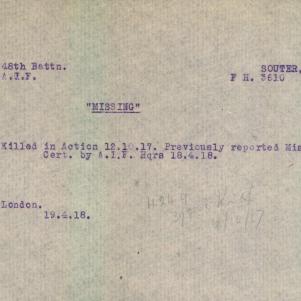 48th Battn. SOUTER,
A.I.F. F H. 3610
"MISSING"
Killed in Action 12.10.17. Previously reported Mis
Cert. by A.I.F. Hqrs 18.4.18.
London.
19.4.18.